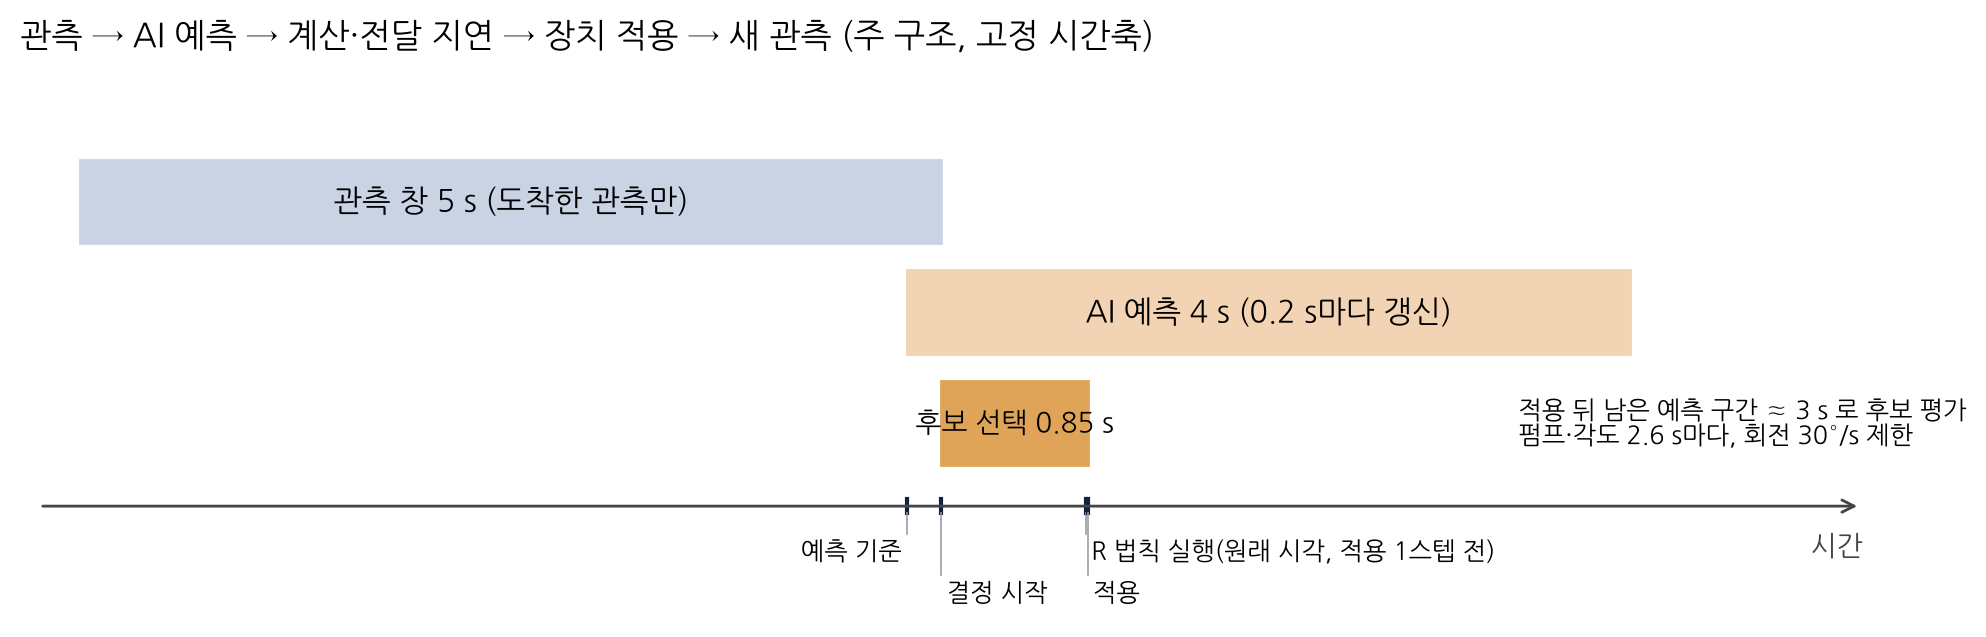 관측 → AI 예측 → 계산·전달 지연 → 장치 적용 → 새 관측 (주 구조, 고정 시간축)
관측 창 5 s (도착한 관측만)
AI 예측 4 s (0.2 s마다 갱신)
후보 선택 0.85 s
적용 뒤 남은 예측 구간 ≈ 3 s 로 후보 평가
펌프·각도 2.6 s마다, 회전 30°/s 제한
시간
예측 기준
R 법칙 실행(원래 시각, 적용 1스텝 전)
결정 시작
적용